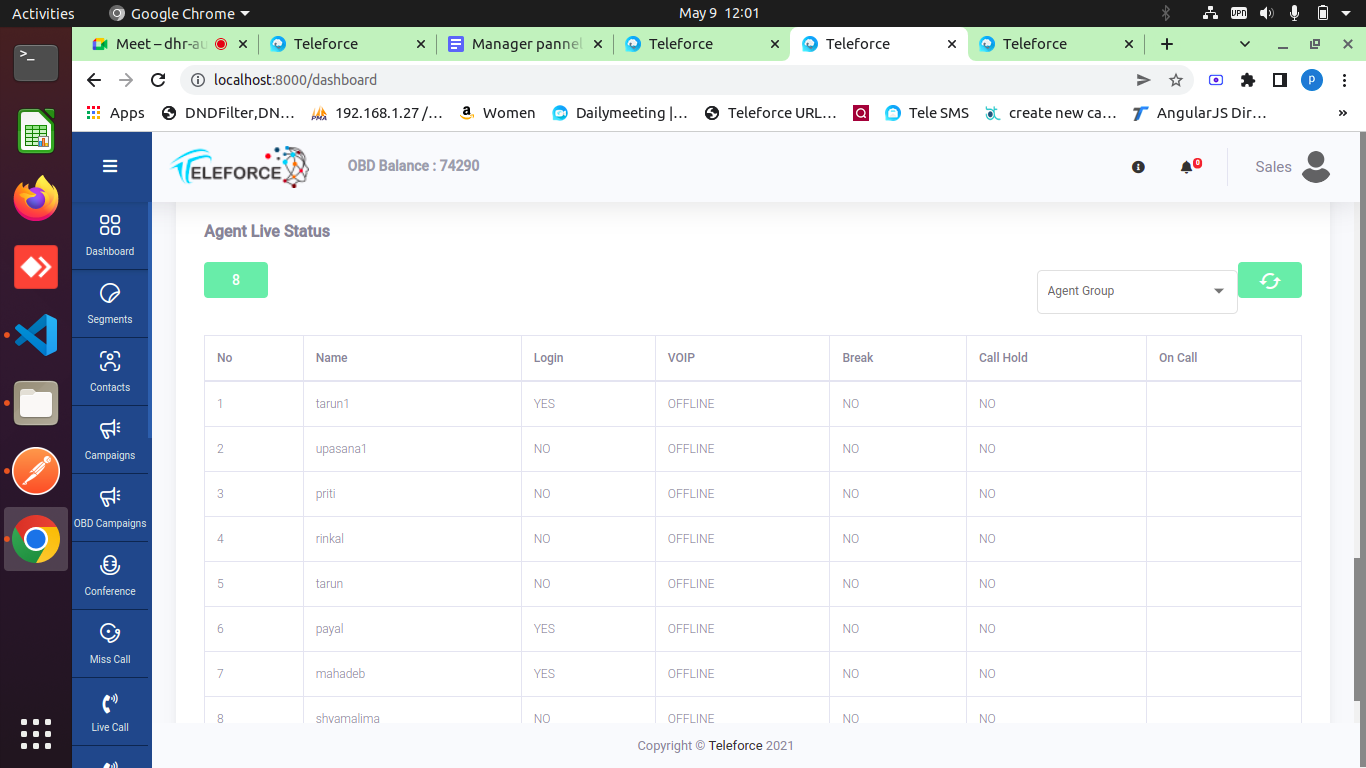 Activities Google Chrome May 9 12:01 VPN
Meet – dhr-au Teleforce Manager pannel Teleforce Teleforce Teleforce
localhost:8000/dashboard p
Apps DNDFilter,DN… PMA 192.168.1.27 /… Women Dailymeeting |… Teleforce URL… Q Tele SMS create new ca… AngularJS Dir… »
TELEFORCE OBD Balance : 74290 0 Sales
Dashboard
Segments
Contacts
Campaigns
OBD Campaigns
Conference
Miss Call
Live Call
Agent Live Status
8 Agent Group
No Name Login VOIP Break Call Hold On Call
1 tarun1 YES OFFLINE NO NO
2 upasana1 NO OFFLINE NO NO
3 priti NO OFFLINE NO NO
4 rinkal NO OFFLINE NO NO
5 tarun NO OFFLINE NO NO
6 payal YES OFFLINE NO NO
7 mahadeb YES OFFLINE NO NO
8 shyamalima NO OFFLINE NO NO
Copyright © Teleforce 2021